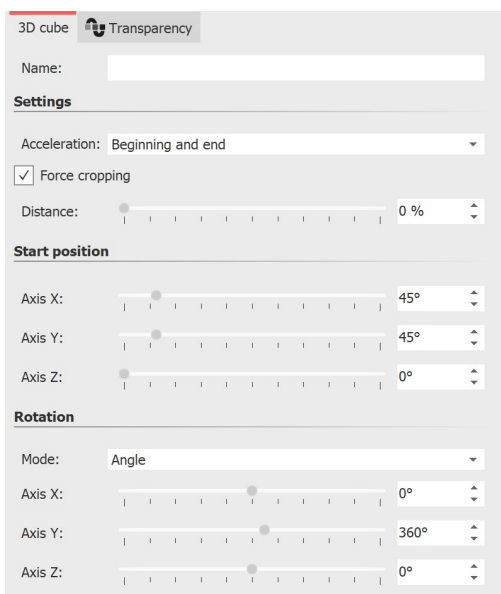 3D cube Transparency
Name:
Settings
Acceleration: Beginning and end
Force cropping
Distance: 0 %
Start position
Axis X: 45°
Axis Y: 45°
Axis Z: 0°
Rotation
Mode: Angle
Axis X: 0°
Axis Y: 360°
Axis Z: 0°